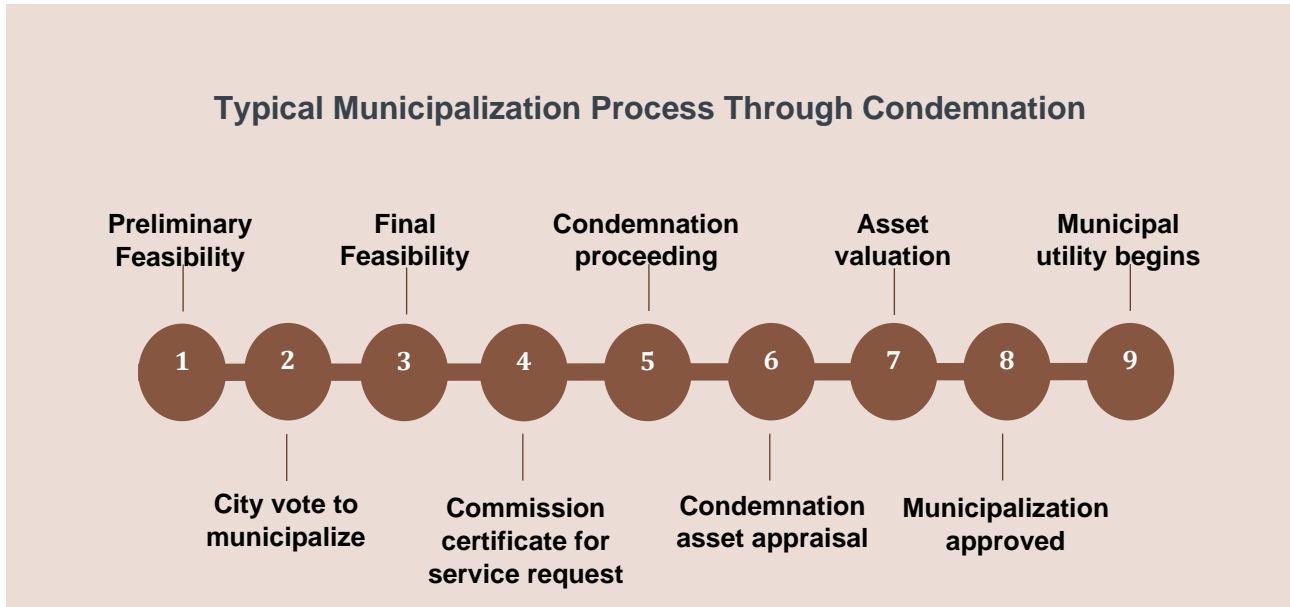 Typical Municipalization Process Through Condemnation
Preliminary
Feasibility
Final
Feasibility
Condemnation
proceeding
Asset
valuation
Municipal
utility begins
1
2
3
4
5
6
7
8
9
City vote to
municipalize
Commission
certificate for
service request
Condemnation
asset appraisal
Municipalization
approved